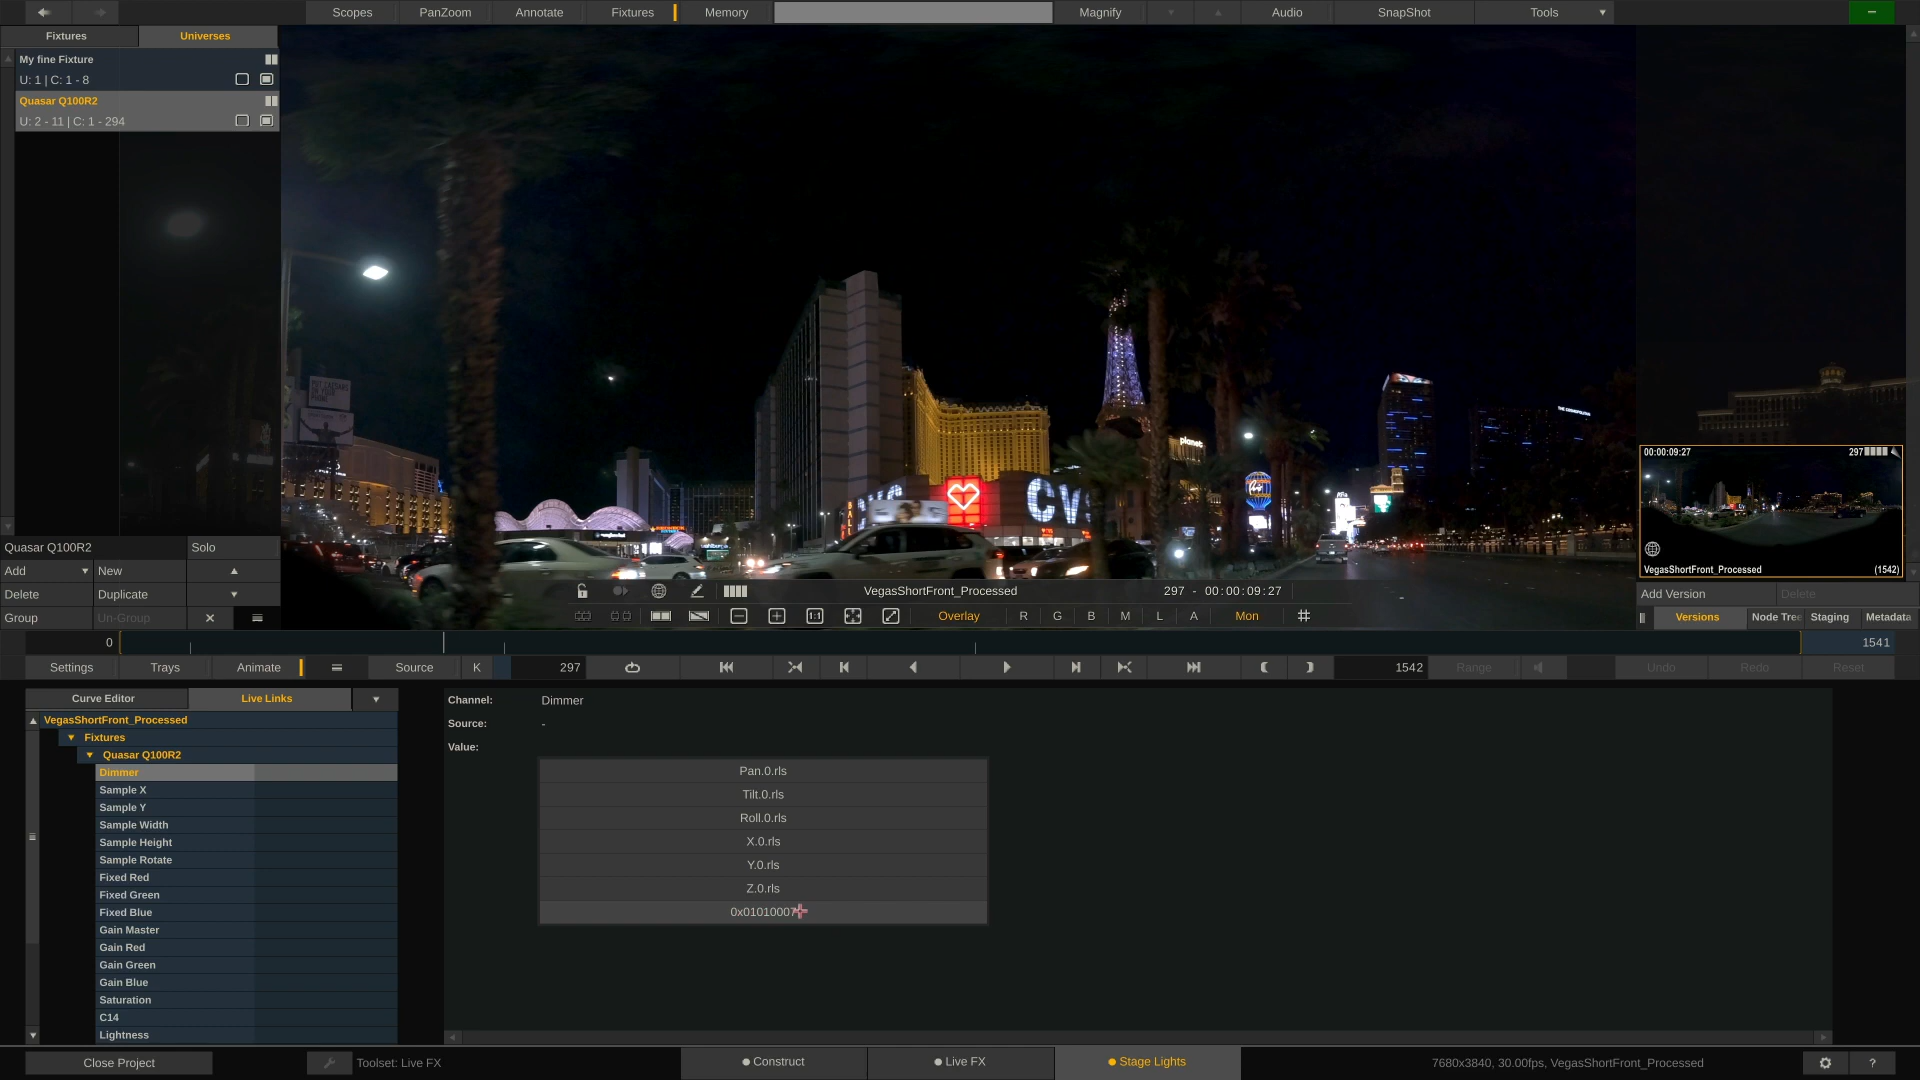 Scopes PanZoom Annotate Fixtures Memory Magnify Audio SnapShot Tools
Fixtures Universes
My fine Fixture
U: 1 | C: 1 - 8
Quasar Q100R2
U: 2 - 11 | C: 1 - 294
planet
THE COSMOPOLITAN
CVS
00:00:09:27 297
VegasShortFront_Processed (1542)
Quasar Q100R2 Solo
Add New
Delete Duplicate
Group Un-Group
VegasShortFront_Processed 297 - 00:00:09:27
1:1 Overlay R G B M L A Mon
Add Version Delete
Versions Node Tree Staging Metadata
0 1541
Settings Trays Animate Source K 297 1542 Range Undo Redo Reset
Curve Editor Live Links
VegasShortFront_Processed
Fixtures
Quasar Q100R2
Dimmer
Sample X
Sample Y
Sample Width
Sample Height
Sample Rotate
Fixed Red
Fixed Green
Fixed Blue
Gain Master
Gain Red
Gain Green
Gain Blue
Saturation
C14
Lightness
Channel: Dimmer
Source: -
Value:
Pan.0.rls
Tilt.0.rls
Roll.0.rls
X.0.rls
Y.0.rls
Z.0.rls
0x01010007
Close Project Toolset: Live FX Construct Live FX Stage Lights 7680x3840, 30.00fps, VegasShortFront_Processed ?